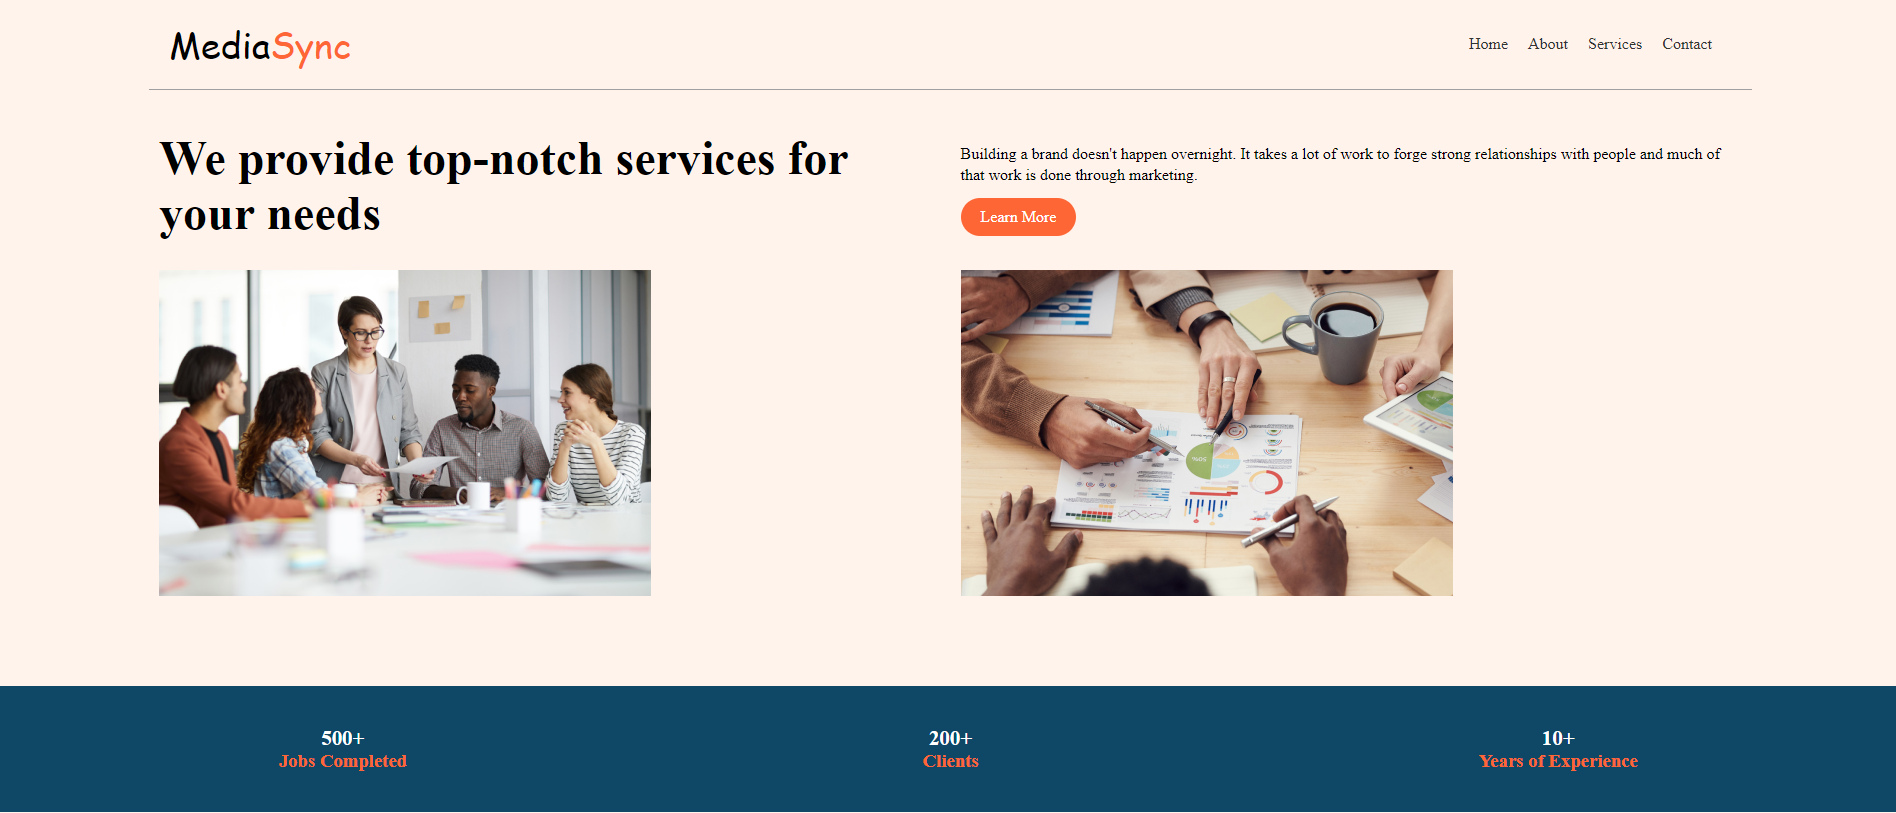 MediaSync
Home About Services Contact
We provide top-notch services for
your needs
Building a brand doesn't happen overnight. It takes a lot of work to forge strong relationships with people and much of
that work is done through marketing.
Learn More
500+
Jobs Completed
200+
Clients
10+
Years of Experience